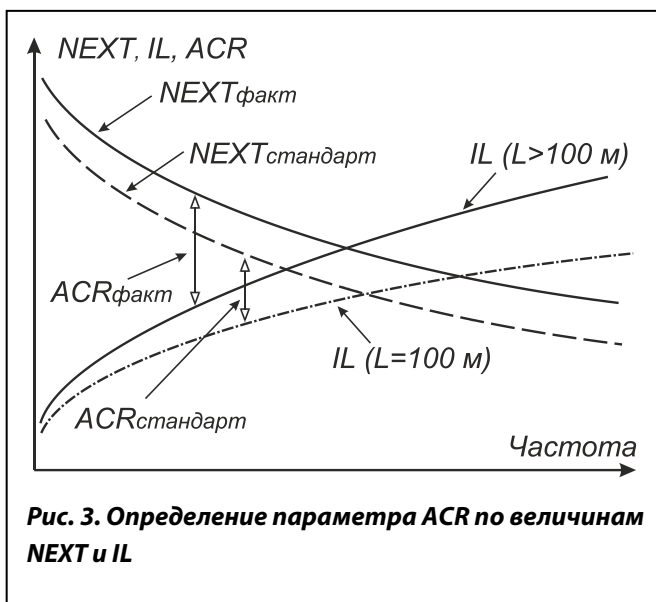 NEXT, IL, ACR
NEXTфакт
NEXTстандарт
IL (L>100 м)
ACRфакт
IL (L=100 м)
ACRстандарт
Частота
Рис. 3. Определение параметра ACR по величинам
NEXT и IL